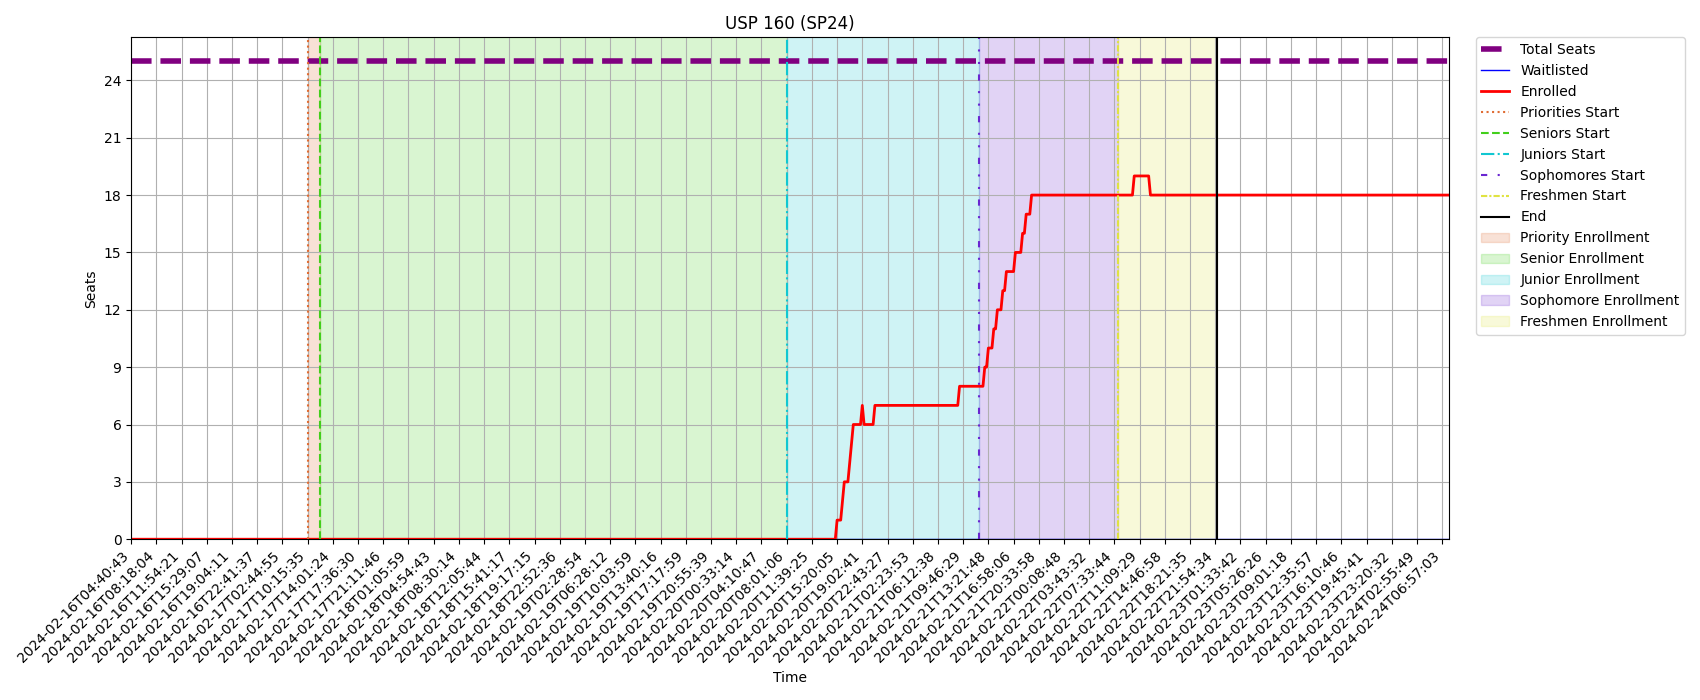 USP 160 (SP24)
Total Seats
Waitlisted
Enrolled
Priorities Start
Seniors Start
Juniors Start
Sophomores Start
Freshmen Start
End
Priority Enrollment
Senior Enrollment
Junior Enrollment
Sophomore Enrollment
Freshmen Enrollment
Seats
24
21
18
15
12
9
6
3
0
2024-02-16T04:40:43
2024-02-16T08:18:04
2024-02-16T11:54:21
2024-02-16T15:29:07
2024-02-16T19:04:11
2024-02-16T22:41:37
2024-02-17T02:44:55
2024-02-17T10:15:35
2024-02-17T14:01:24
2024-02-17T17:36:30
2024-02-17T21:11:46
2024-02-18T01:05:59
2024-02-18T04:54:43
2024-02-18T08:30:14
2024-02-18T12:05:44
2024-02-18T15:41:17
2024-02-18T19:17:15
2024-02-18T22:52:36
2024-02-19T02:28:54
2024-02-19T06:28:12
2024-02-19T10:03:59
2024-02-19T13:40:16
2024-02-19T17:17:59
2024-02-19T20:55:39
2024-02-20T00:33:14
2024-02-20T04:10:47
2024-02-20T08:01:06
2024-02-20T11:39:25
2024-02-20T15:20:05
2024-02-20T19:02:41
2024-02-20T22:43:27
2024-02-21T02:23:53
2024-02-21T06:12:38
2024-02-21T09:46:29
2024-02-21T13:21:48
2024-02-21T16:58:06
2024-02-21T20:33:58
2024-02-22T00:08:48
2024-02-22T03:43:32
2024-02-22T07:33:44
2024-02-22T11:09:29
2024-02-22T14:46:58
2024-02-22T18:21:35
2024-02-22T21:54:34
2024-02-23T01:33:42
2024-02-23T05:26:26
2024-02-23T09:01:18
2024-02-23T12:35:57
2024-02-23T16:10:46
2024-02-23T19:45:41
2024-02-23T23:20:32
2024-02-24T02:55:49
2024-02-24T06:57:03
Time